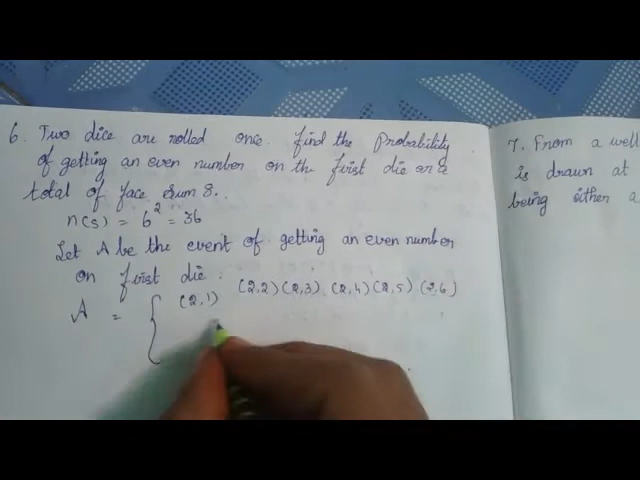 6. Two dice are rolled once. find the Probability
of getting an even number on the first die or a
total of face sum 8..
n(s) = 6² = 36
Let A be the event of getting an even number
on first die.
A = { (2,1) (2,2) (2,3) (2,4) (2,5) (2,6)
7. From a well
is drawn at
being either a